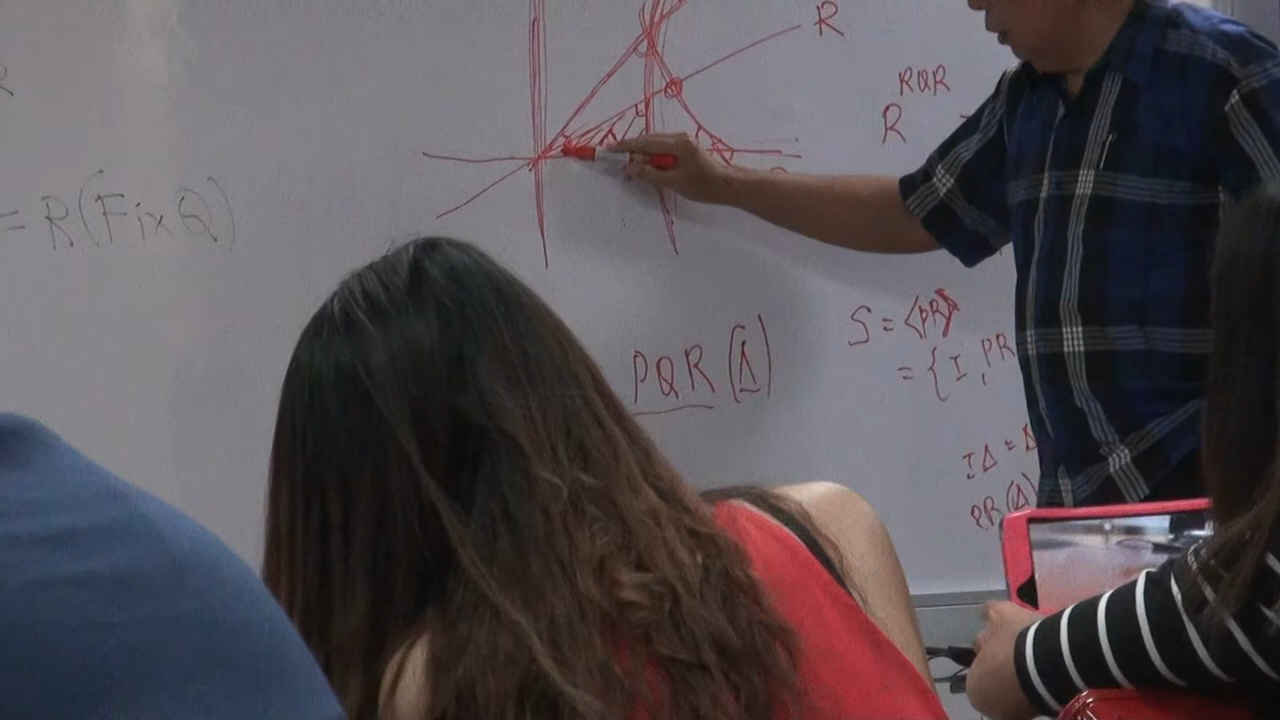 R
R
RQR
R
= R(Fix Q)
S = <PR>
= { I, PR
PQR (Δ)
IΔ = Δ
PR (Δ)